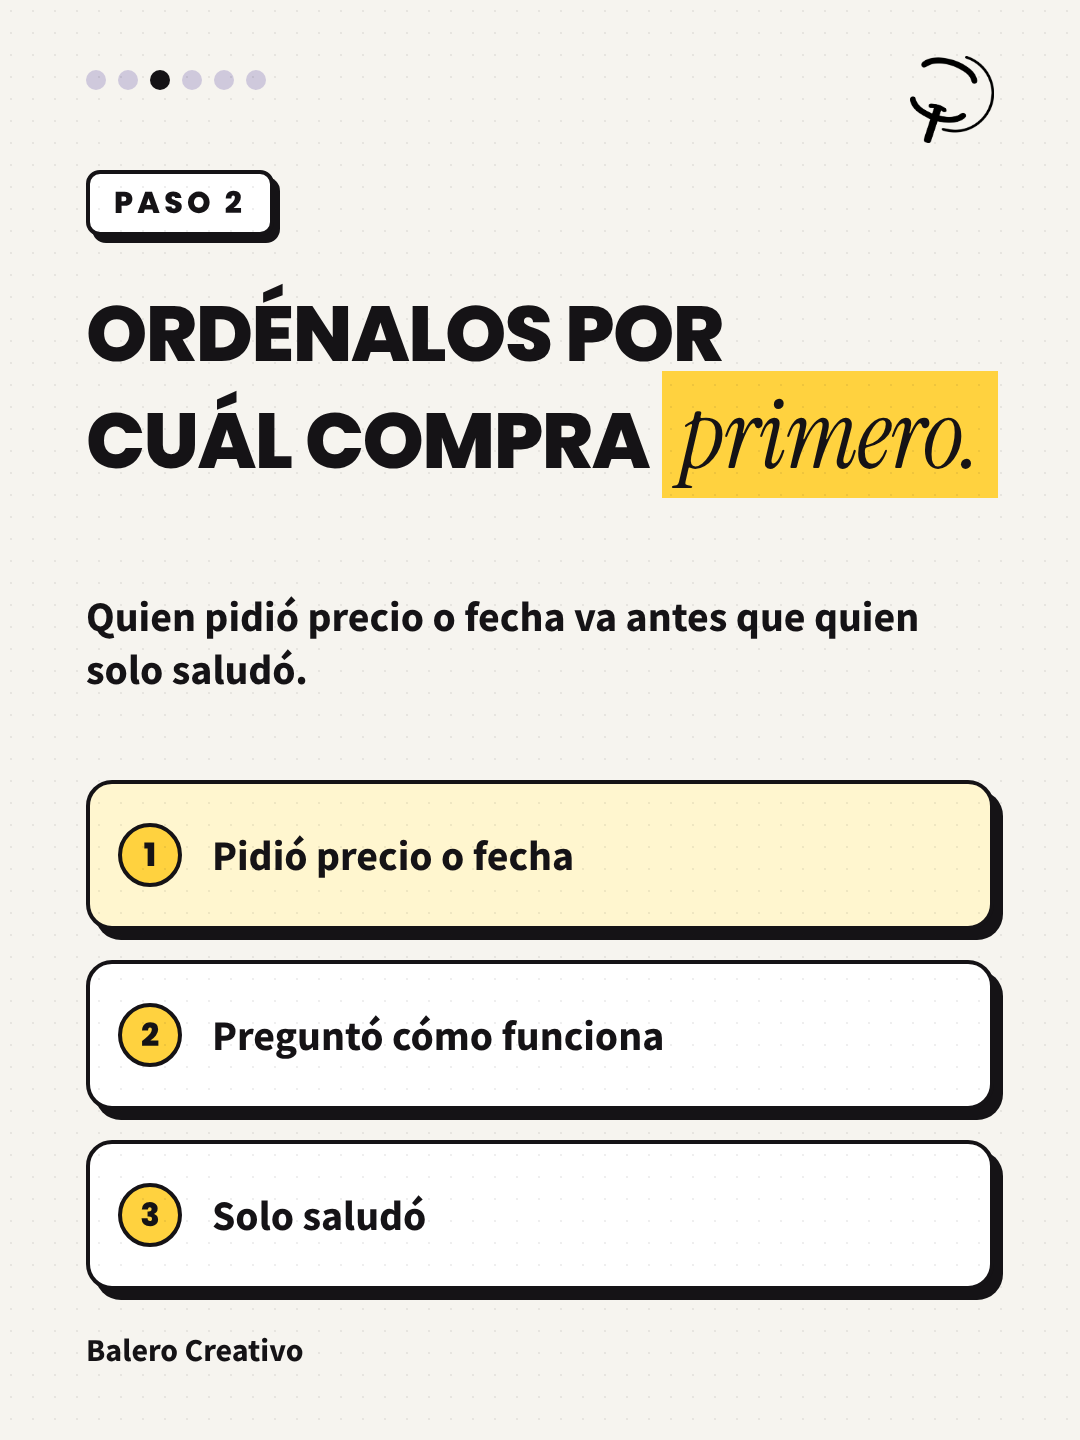 PASO 2
ORDÉNALOS POR
CUÁL COMPRA primero.
Quien pidió precio o fecha va antes que quien
solo saludó.
1 Pidió precio o fecha
2 Preguntó cómo funciona
3 Solo saludó
Balero Creativo